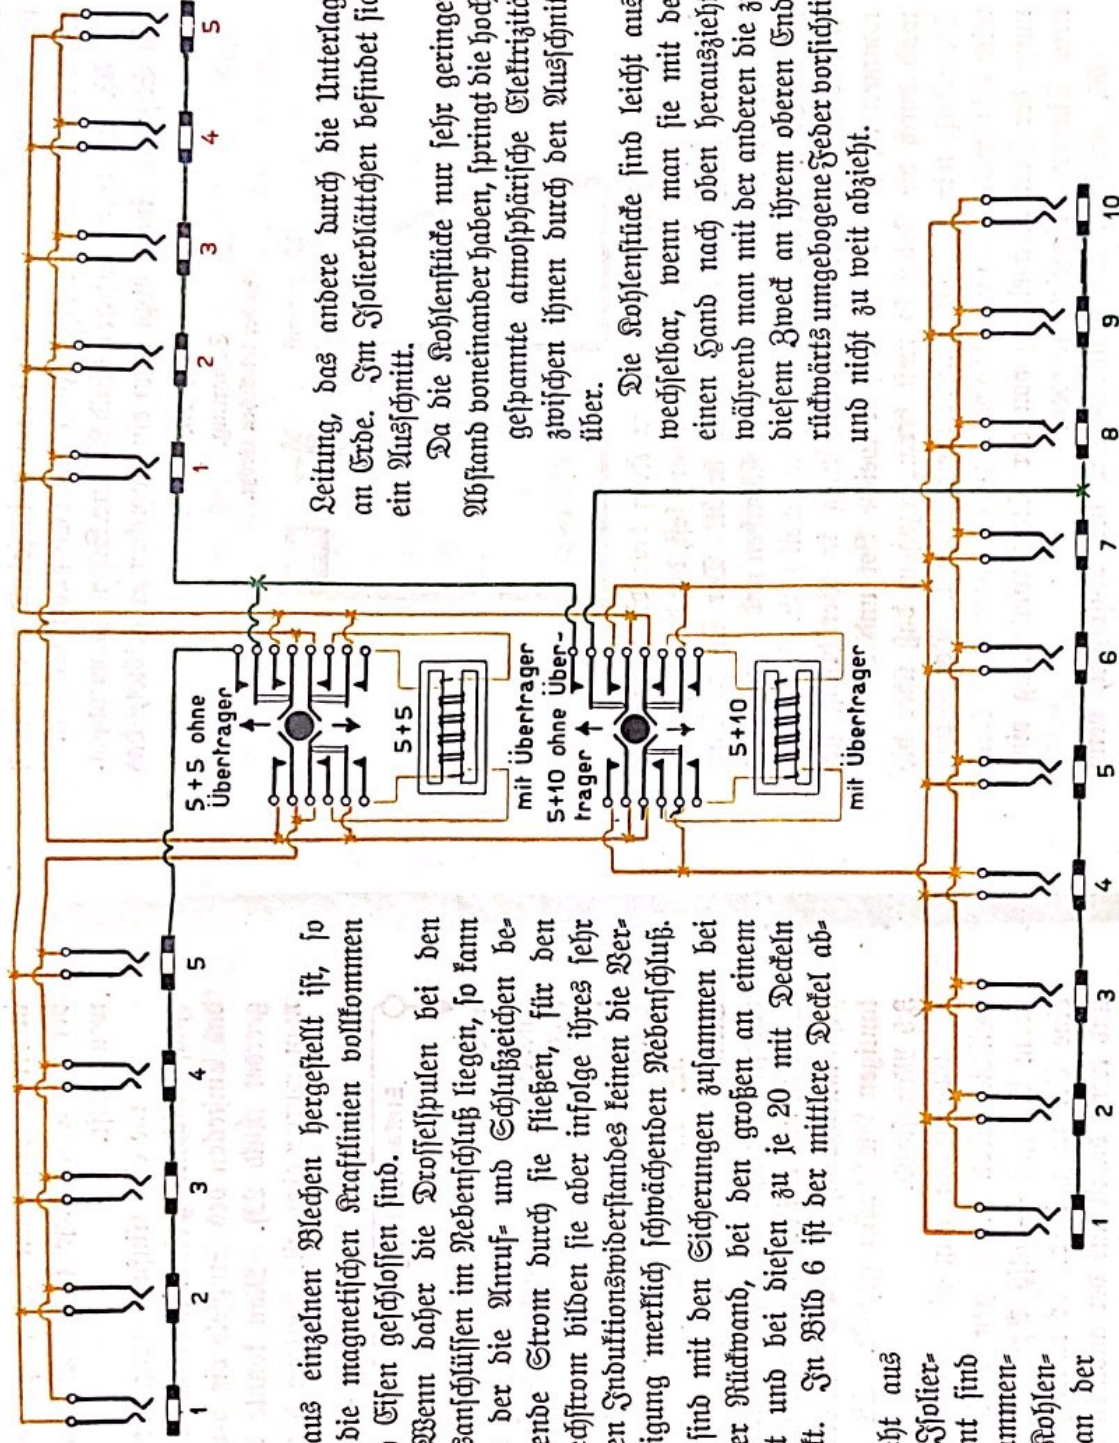 1 2 3 4 5
1 2 3 4 5
5+5 ohne
Übertrager
5+5
mit Übertrager
5+10 ohne Über-
trager
5+10
mit Übertrager
1 2 3 4 5 6 7 8 9 10
aus einzelnen Blechen hergestellt ist, so
die magnetischen Kraftlinien vollkommen
Eisen geschlossen sind.
Wenn daher die Drosselspulen bei den
anschlüssen im Nebenschluß liegen, so kann
der die Anruf- und Schlußzeichen be-
ende Strom durch sie fließen, für den
echstrom bilden sie aber infolge ihres sehr
en Induktionswiderstandes keinen die Ver-
igung merklich schwächenden Nebenschluß.
sind mit den Sicherungen zusammen bei
er Rückwand, bei den großen an einem
t und bei diesen zu je 20 mit Deckeln
ft. In Bild 6 ist der mittlere Deckel ab-
ht aus
Isolier-
nt sind
mmen-
Kohlen-
an der
Leitung, das andere durch die Unterlag
an Erde. Im Isolierblättchen befindet sic
ein Ausschnitt.
Da die Kohlenstücke nur sehr geringe
Abstand voneinander haben, springt die hoch
gespannte atmosphärische Elektrizitä
zwischen ihnen durch den Ausschnit
über.
Die Kohlenstücke sind leicht aus
wechselbar, wenn man sie mit de
einen Hand nach oben herauszieht
während man mit der anderen die z
diesem Zweck an ihrem oberen End
rückwärts umgebogene Feder vorsichti
und nicht zu weit abzieht.